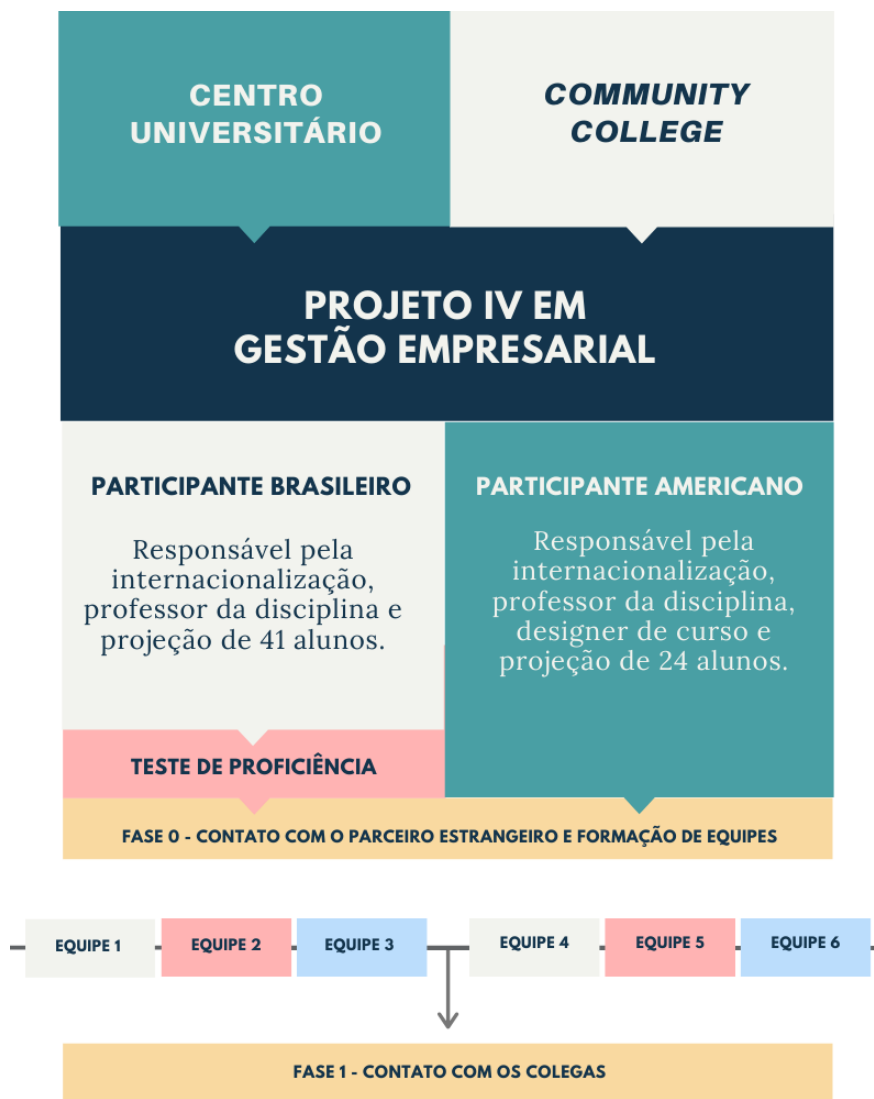 CENTRO
UNIVERSITÁRIO
COMMUNITY
COLLEGE
PROJETO IV EM
GESTÃO EMPRESARIAL
PARTICIPANTE BRASILEIRO
Responsável pela
internacionalização,
professor da disciplina e
projeção de 41 alunos.
PARTICIPANTE AMERICANO
Responsável pela
internacionalização,
professor da disciplina,
designer de curso e
projeção de 24 alunos.
TESTE DE PROFICIÊNCIA
FASE 0 - CONTATO COM O PARCEIRO ESTRANGEIRO E FORMAÇÃO DE EQUIPES
EQUIPE 1
EQUIPE 2
EQUIPE 3
EQUIPE 4
EQUIPE 5
EQUIPE 6
FASE 1 - CONTATO COM OS COLEGAS